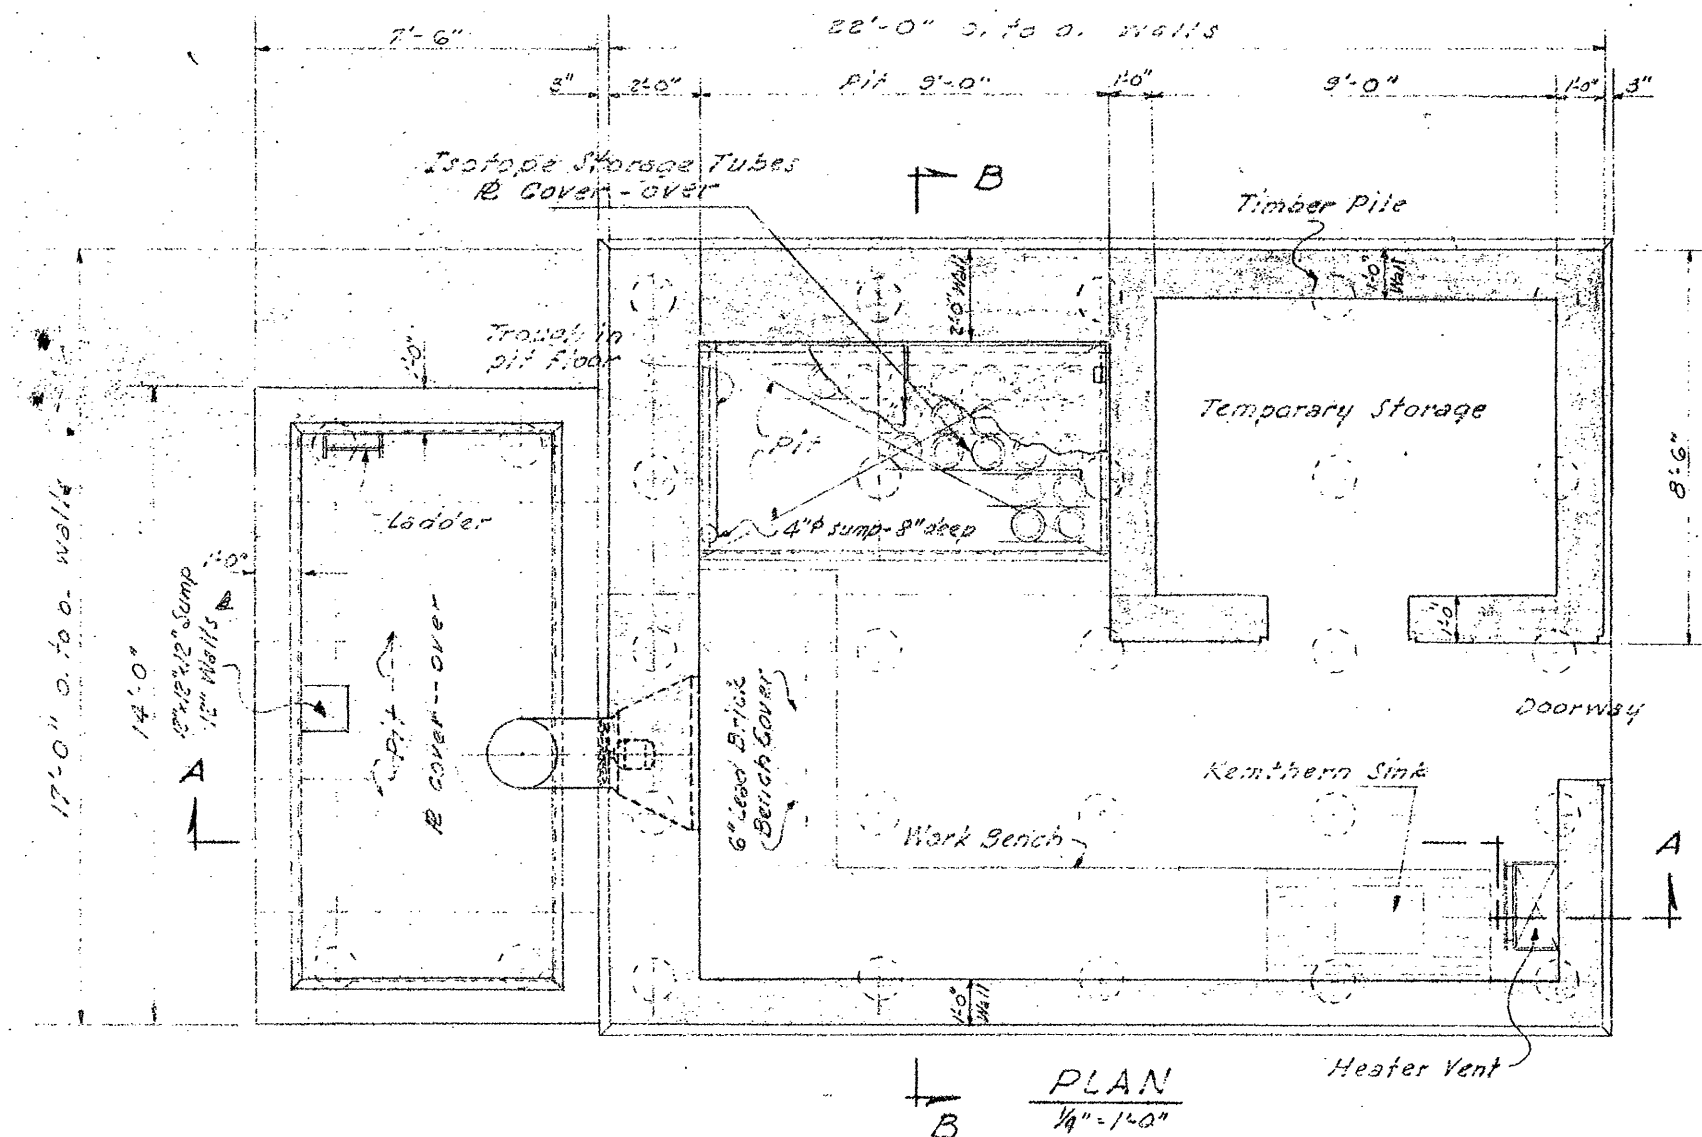 7'-6"
22'-0" o. to o. walls
3"
2'-0"
Pit 9'-0"
1'-0"
9'-0"
1'-0"
3"
Isotope Storage Tubes
℞ Cover - over
B
Timber Pile
2'-0" Wall
1'-0"
Wall
Trough in
pit floor
1'-0"
Temporary Storage
Pit
8'-6"
Ladder
4"φ sump - 8" deep
1'-0"
17'-0" o. to o. walls
14'-0"
12" Walls
Pit
℞ cover - over
1'-0"
6" Lead Brick
Bench Cover
Doorway
A
Kemthern Sink
Work Bench
A
1'-0"
Wall
Heater Vent
B
PLAN
1/4" = 1'-0"